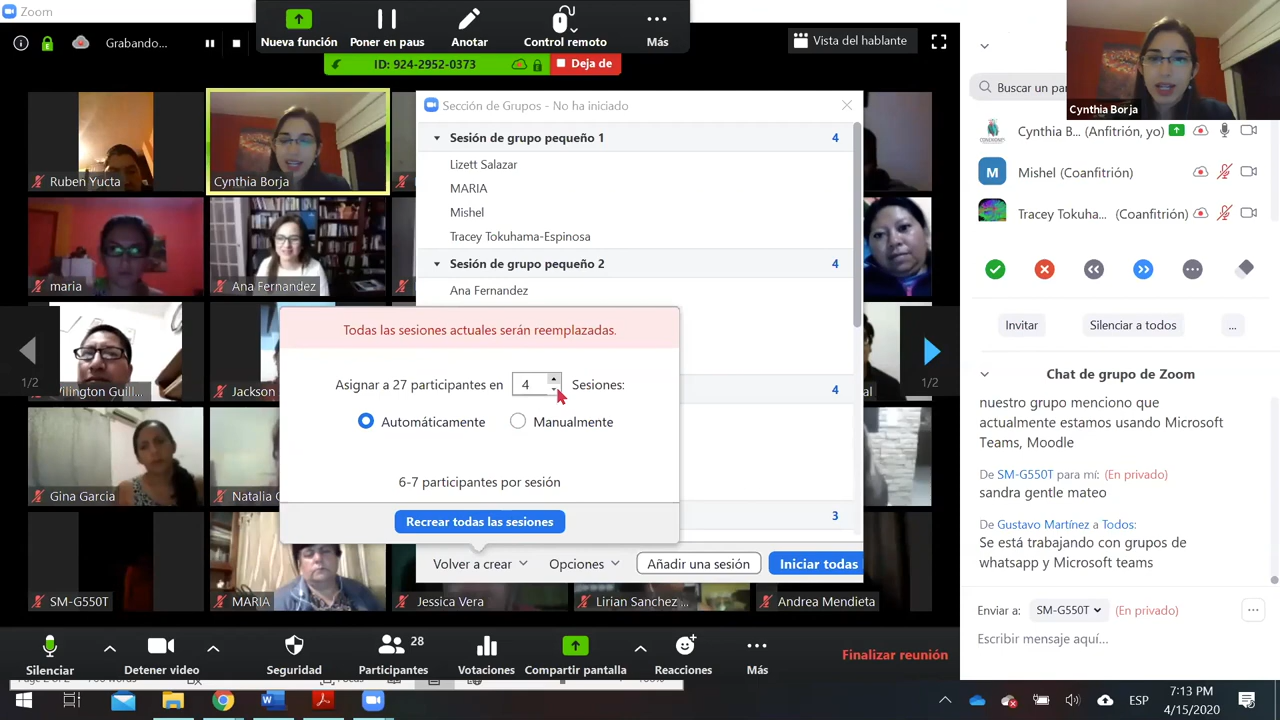 Zoom
Nueva función
Poner en paus
Anotar
Control remoto
Más
Grabando...
ID: 924-2952-0373
Deja de
Vista del hablante
Ruben Yucta
Cynthia Borja
maria
Ana Fernandez
Wilington Guill...
Jackson
Gina Garcia
Natalia
SM-G550T
MARIA
Jessica Vera
Lirian Sanchez ...
Andrea Mendieta
1/2
1/2
Sección de Grupos - No ha iniciado
Sesión de grupo pequeño 1 4
Lizett Salazar
MARIA
Mishel
Tracey Tokuhama-Espinosa
Sesión de grupo pequeño 2 4
Ana Fernandez
4
3
Todas las sesiones actuales serán reemplazadas.
Asignar a 27 participantes en 4 Sesiones:
Automáticamente Manualmente
6-7 participantes por sesión
Recrear todas las sesiones
Volver a crear
Opciones
Añadir una sesión
Iniciar todas
Silenciar
Detener video
Seguridad
Participantes 28
Votaciones
Compartir pantalla
Reacciones
Más
Finalizar reunión
Cynthia Borja
Buscar un par
Cynthia B... (Anfitrión, yo)
M Mishel (Coanfitrión)
Tracey Tokuha... (Coanfitrión)
Invitar
Silenciar a todos
...
Chat de grupo de Zoom
nuestro grupo menciono que
actualmente estamos usando Microsoft
Teams, Moodle
De SM-G550T para mí: (En privado)
sandra gentle mateo
De Gustavo Martínez a Todos:
Se está trabajando con grupos de
whatsapp y Microsoft teams
Enviar a: SM-G550T (En privado)
Escribir mensaje aquí...
ESP
7:13 PM
4/15/2020